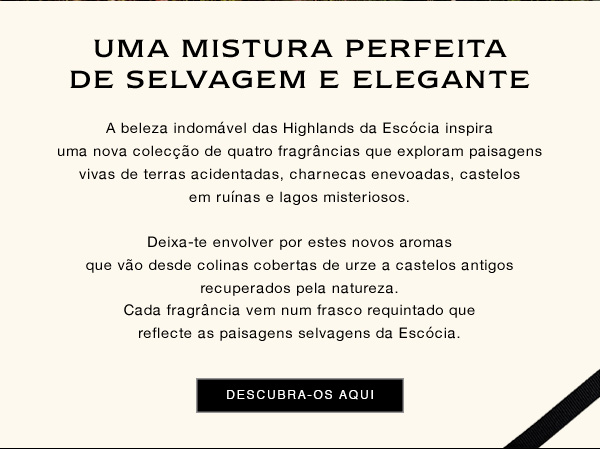 UMA MISTURA PERFEITA
DE SELVAGEM E ELEGANTE
A beleza indomável das Highlands da Escócia inspira
uma nova colecção de quatro fragrâncias que exploram paisagens
vivas de terras acidentadas, charnecas enevoadas, castelos
em ruínas e lagos misteriosos.
Deixa-te envolver por estes novos aromas
que vão desde colinas cobertas de urze a castelos antigos
recuperados pela natureza.
Cada fragrância vem num frasco requintado que
reflecte as paisagens selvagens da Escócia.
DESCUBRA-OS AQUI